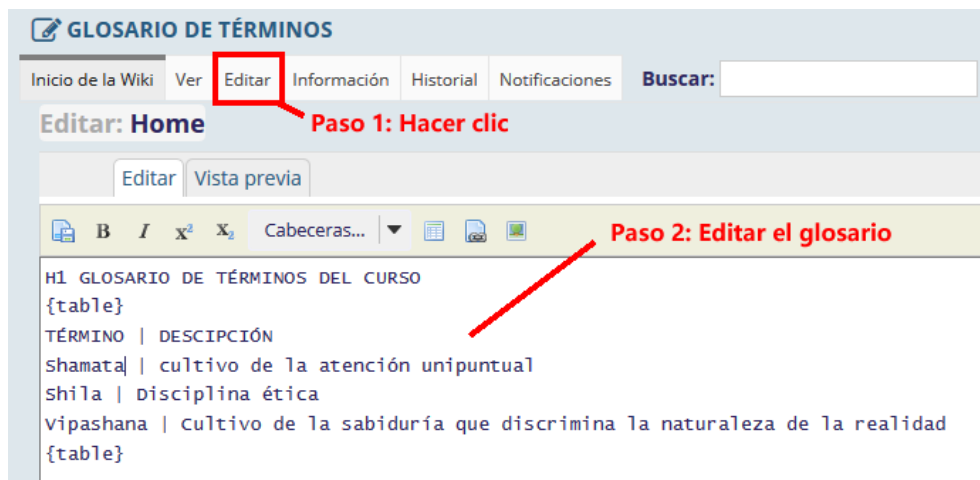 GLOSARIO DE TÉRMINOS
Inicio de la Wiki Ver Editar Información Historial Notificaciones Buscar:
Editar: Home
Paso 1: Hacer clic
Editar Vista previa
B I x² X₂ Cabeceras...
Paso 2: Editar el glosario
H1 GLOSARIO DE TÉRMINOS DEL CURSO
{table}
TÉRMINO | DESCIPCIÓN
Shamata | cultivo de la atención unipuntual
Shila | Disciplina ética
Vipashana | Cultivo de la sabiduría que discrimina la naturaleza de la realidad
{table}